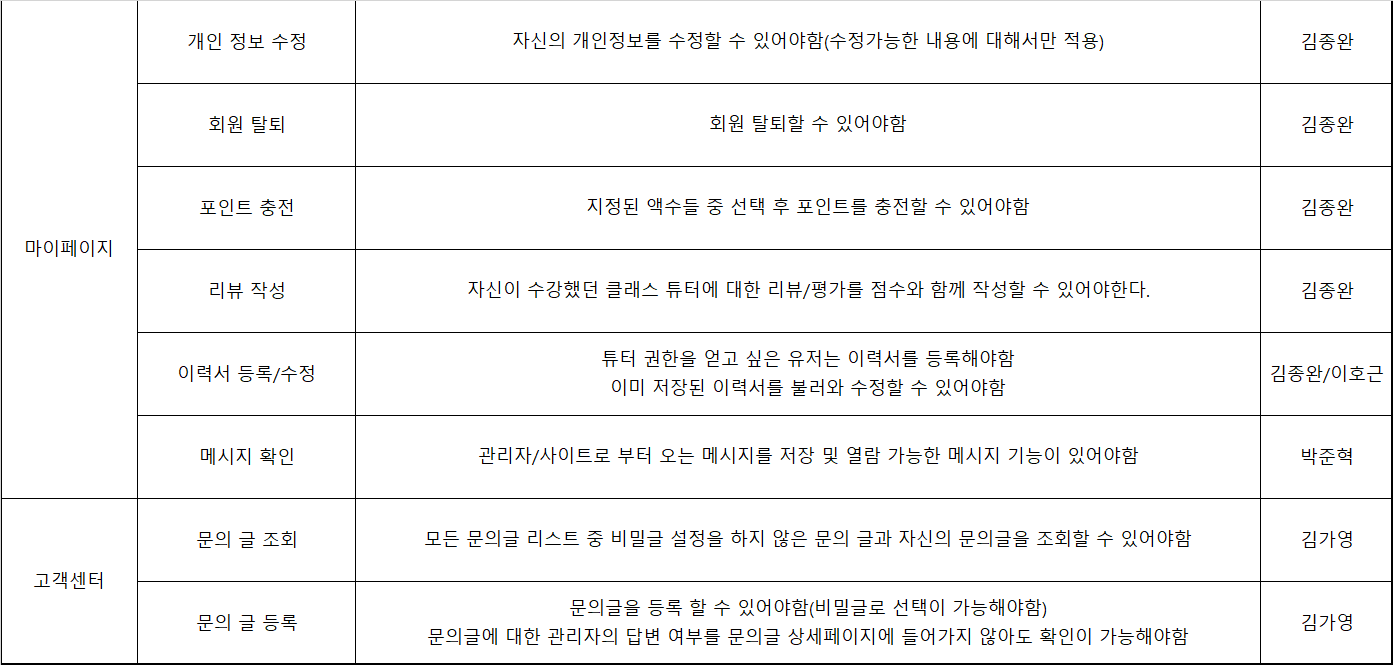 개인 정보 수정
자신의 개인정보를 수정할 수 있어야함(수정가능한 내용에 대해서만 적용)
김종완
회원 탈퇴
회원 탈퇴할 수 있어야함
김종완
포인트 충전
지정된 액수들 중 선택 후 포인트를 충전할 수 있어야함
김종완
마이페이지
리뷰 작성
자신이 수강했던 클래스 튜터에 대한 리뷰/평가를 점수와 함께 작성할 수 있어야한다.
김종완
이력서 등록/수정
튜터 권한을 얻고 싶은 유저는 이력서를 등록해야함
이미 저장된 이력서를 불러와 수정할 수 있어야함
김종완/이호근
메시지 확인
관리자/사이트로 부터 오는 메시지를 저장 및 열람 가능한 메시지 기능이 있어야함
박준혁
고객센터
문의 글 조회
모든 문의글 리스트 중 비밀글 설정을 하지 않은 문의 글과 자신의 문의글을 조회할 수 있어야함
김가영
문의 글 등록
문의글을 등록 할 수 있어야함(비밀글로 선택이 가능해야함)
문의글에 대한 관리자의 답변 여부를 문의글 상세페이지에 들어가지 않아도 확인이 가능해야함
김가영